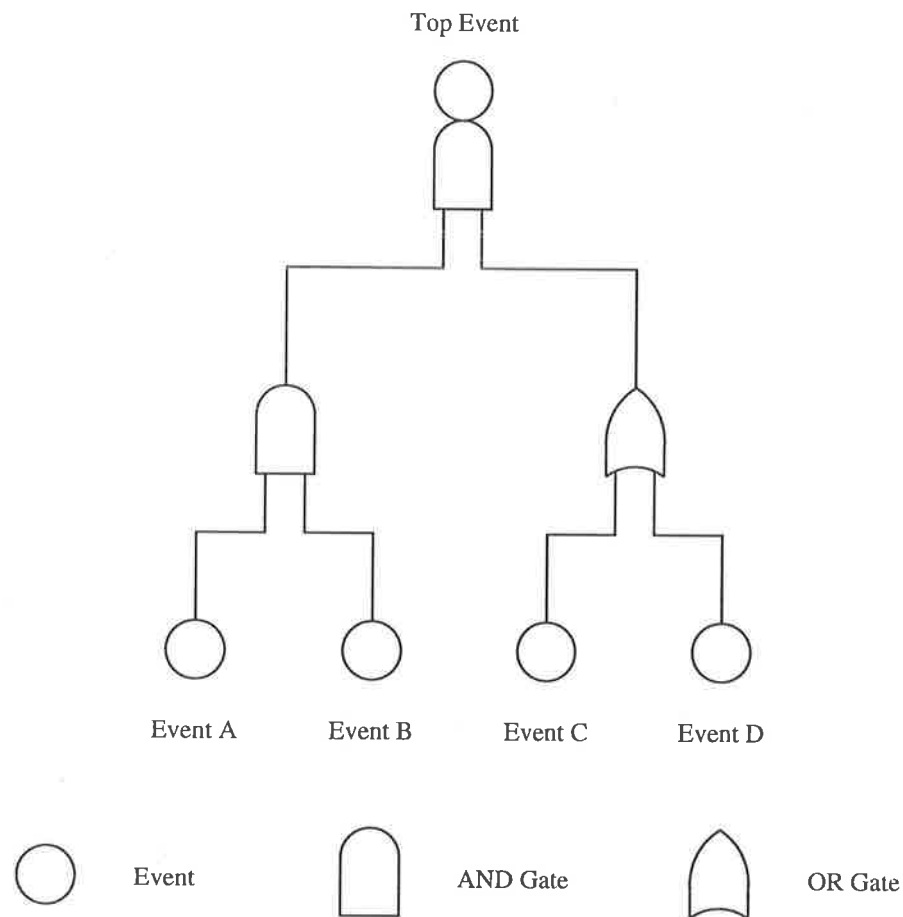 Top Event
Event A
Event B
Event C
Event D
Event
AND Gate
OR Gate